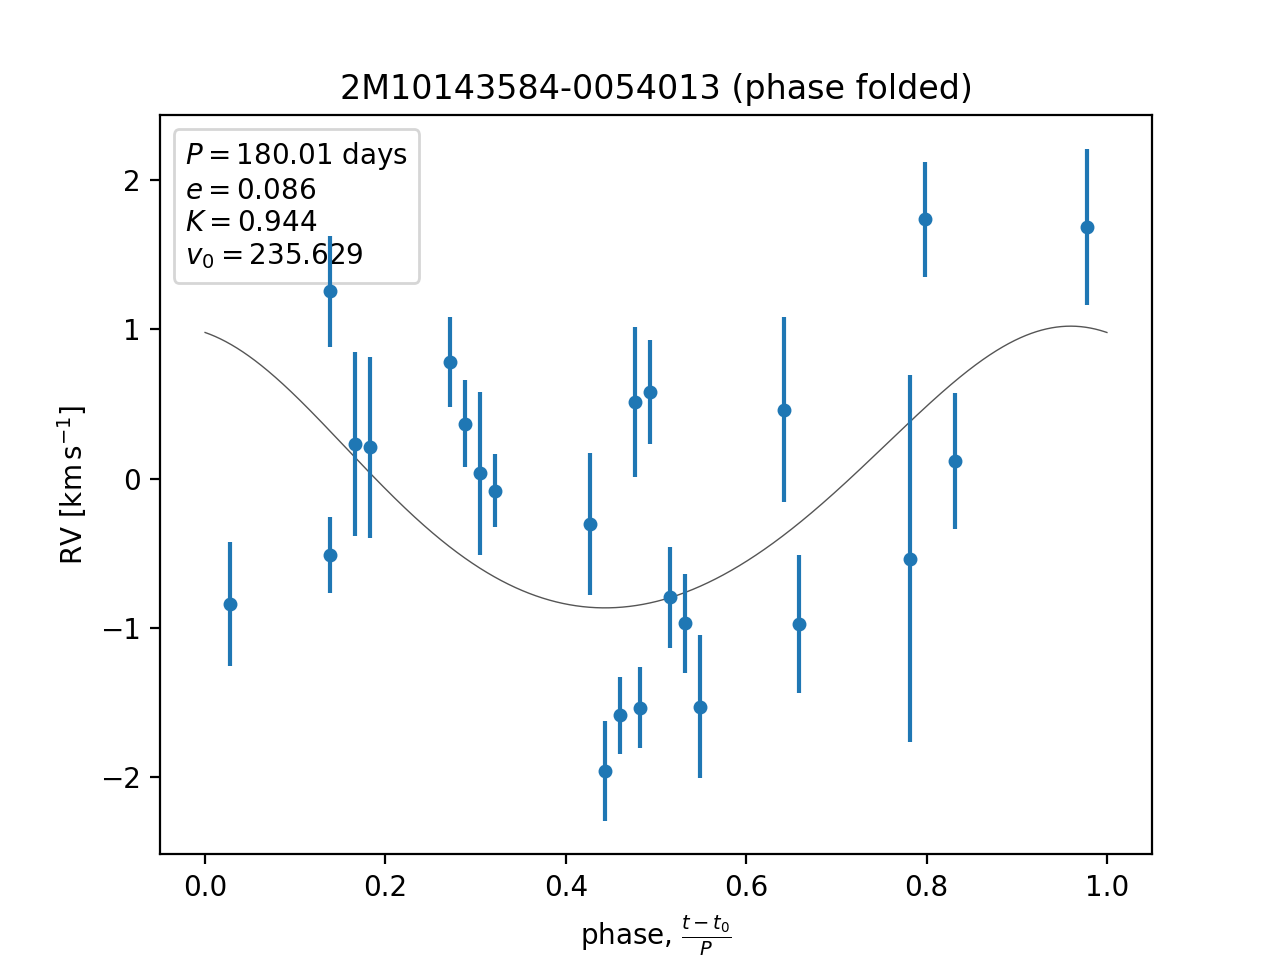 2M10143584-0054013 (phase folded)
P = 180.01 days
e = 0.086
K = 0.944
v₀ = 235.629
RV [km s⁻¹]
2
1
0
−1
−2
0.0 0.2 0.4 0.6 0.8 1.0
phase, (t − t₀)/P